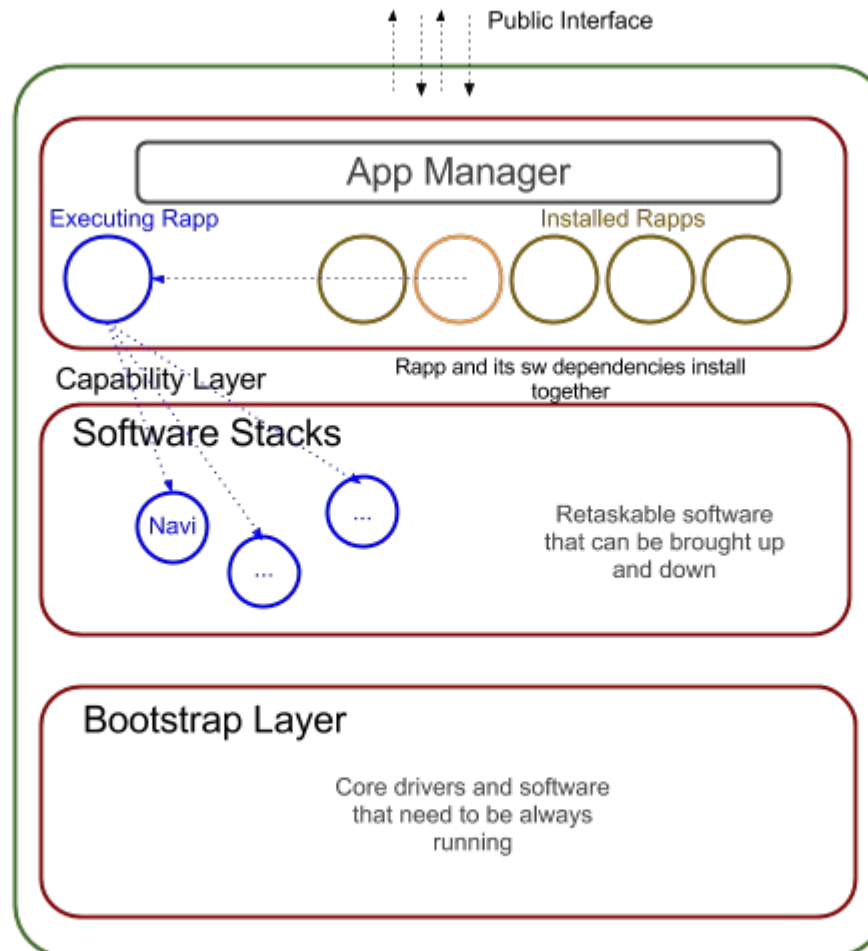 Public Interface
App Manager
Executing Rapp
Installed Rapps
Rapp and its sw dependencies install
together
Capability Layer
Software Stacks
Navi
...
...
Retaskable software
that can be brought up
and down
Bootstrap Layer
Core drivers and software
that need to be always
running